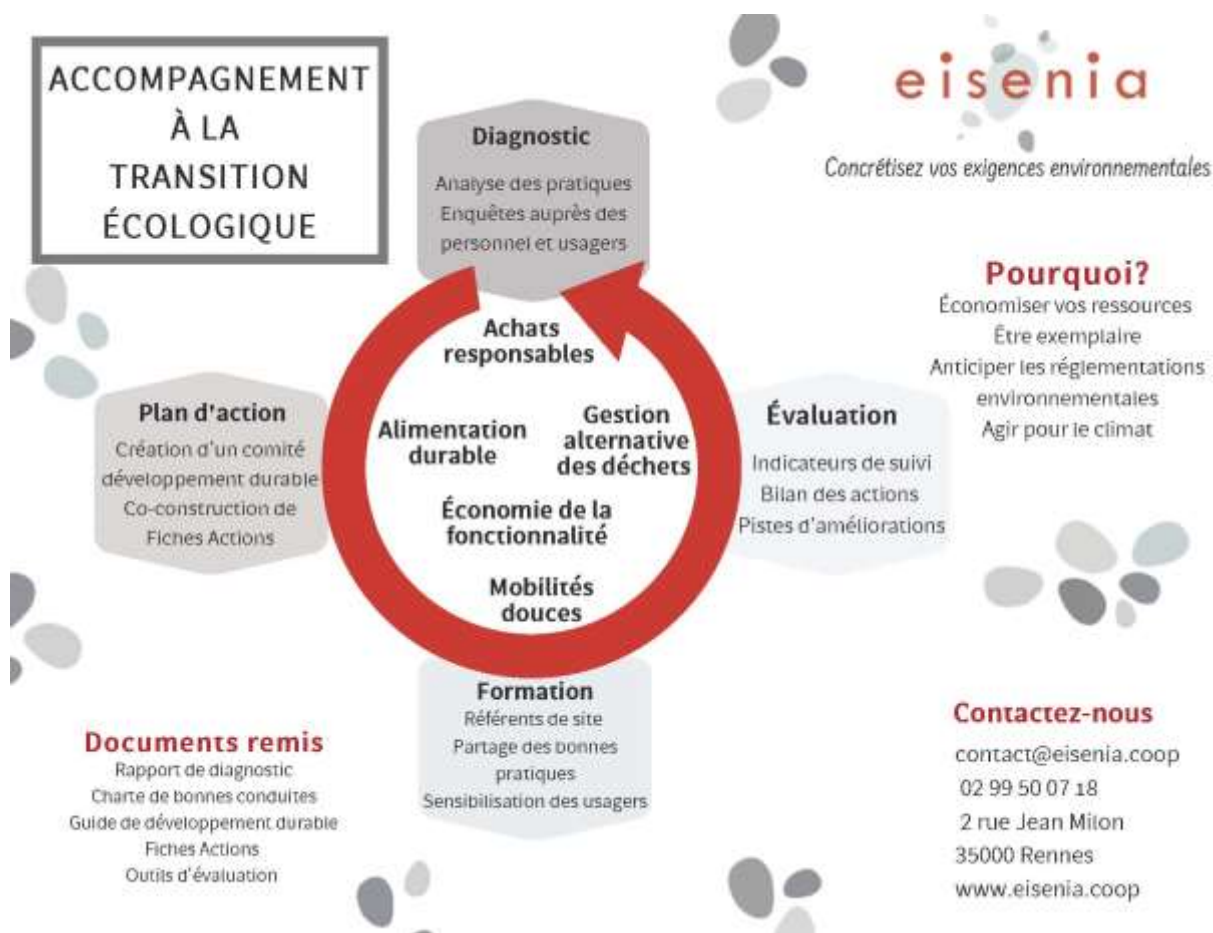 ACCOMPAGNEMENT
À LA
TRANSITION
ÉCOLOGIQUE
eisenia
Concrétisez vos exigences environnementales
Diagnostic
Analyse des pratiques
Enquêtes auprès des
personnel et usagers
Pourquoi?
Économiser vos ressources
Être exemplaire
Anticiper les réglementations
environnementales
Agir pour le climat
Achats
responsables
Alimentation
durable
Gestion
alternative
des déchets
Économie de la
fonctionnalité
Mobilités
douces
Plan d'action
Création d'un comité
développement durable
Co-construction de
Fiches Actions
Évaluation
Indicateurs de suivi
Bilan des actions
Pistes d'améliorations
Formation
Référents de site
Partage des bonnes
pratiques
Sensibilisation des usagers
Documents remis
Rapport de diagnostic
Charte de bonnes conduites
Guide de développement durable
Fiches Actions
Outils d'évaluation
Contactez-nous
contact@eisenia.coop
02 99 50 07 18
2 rue Jean Milon
35000 Rennes
www.eisenia.coop